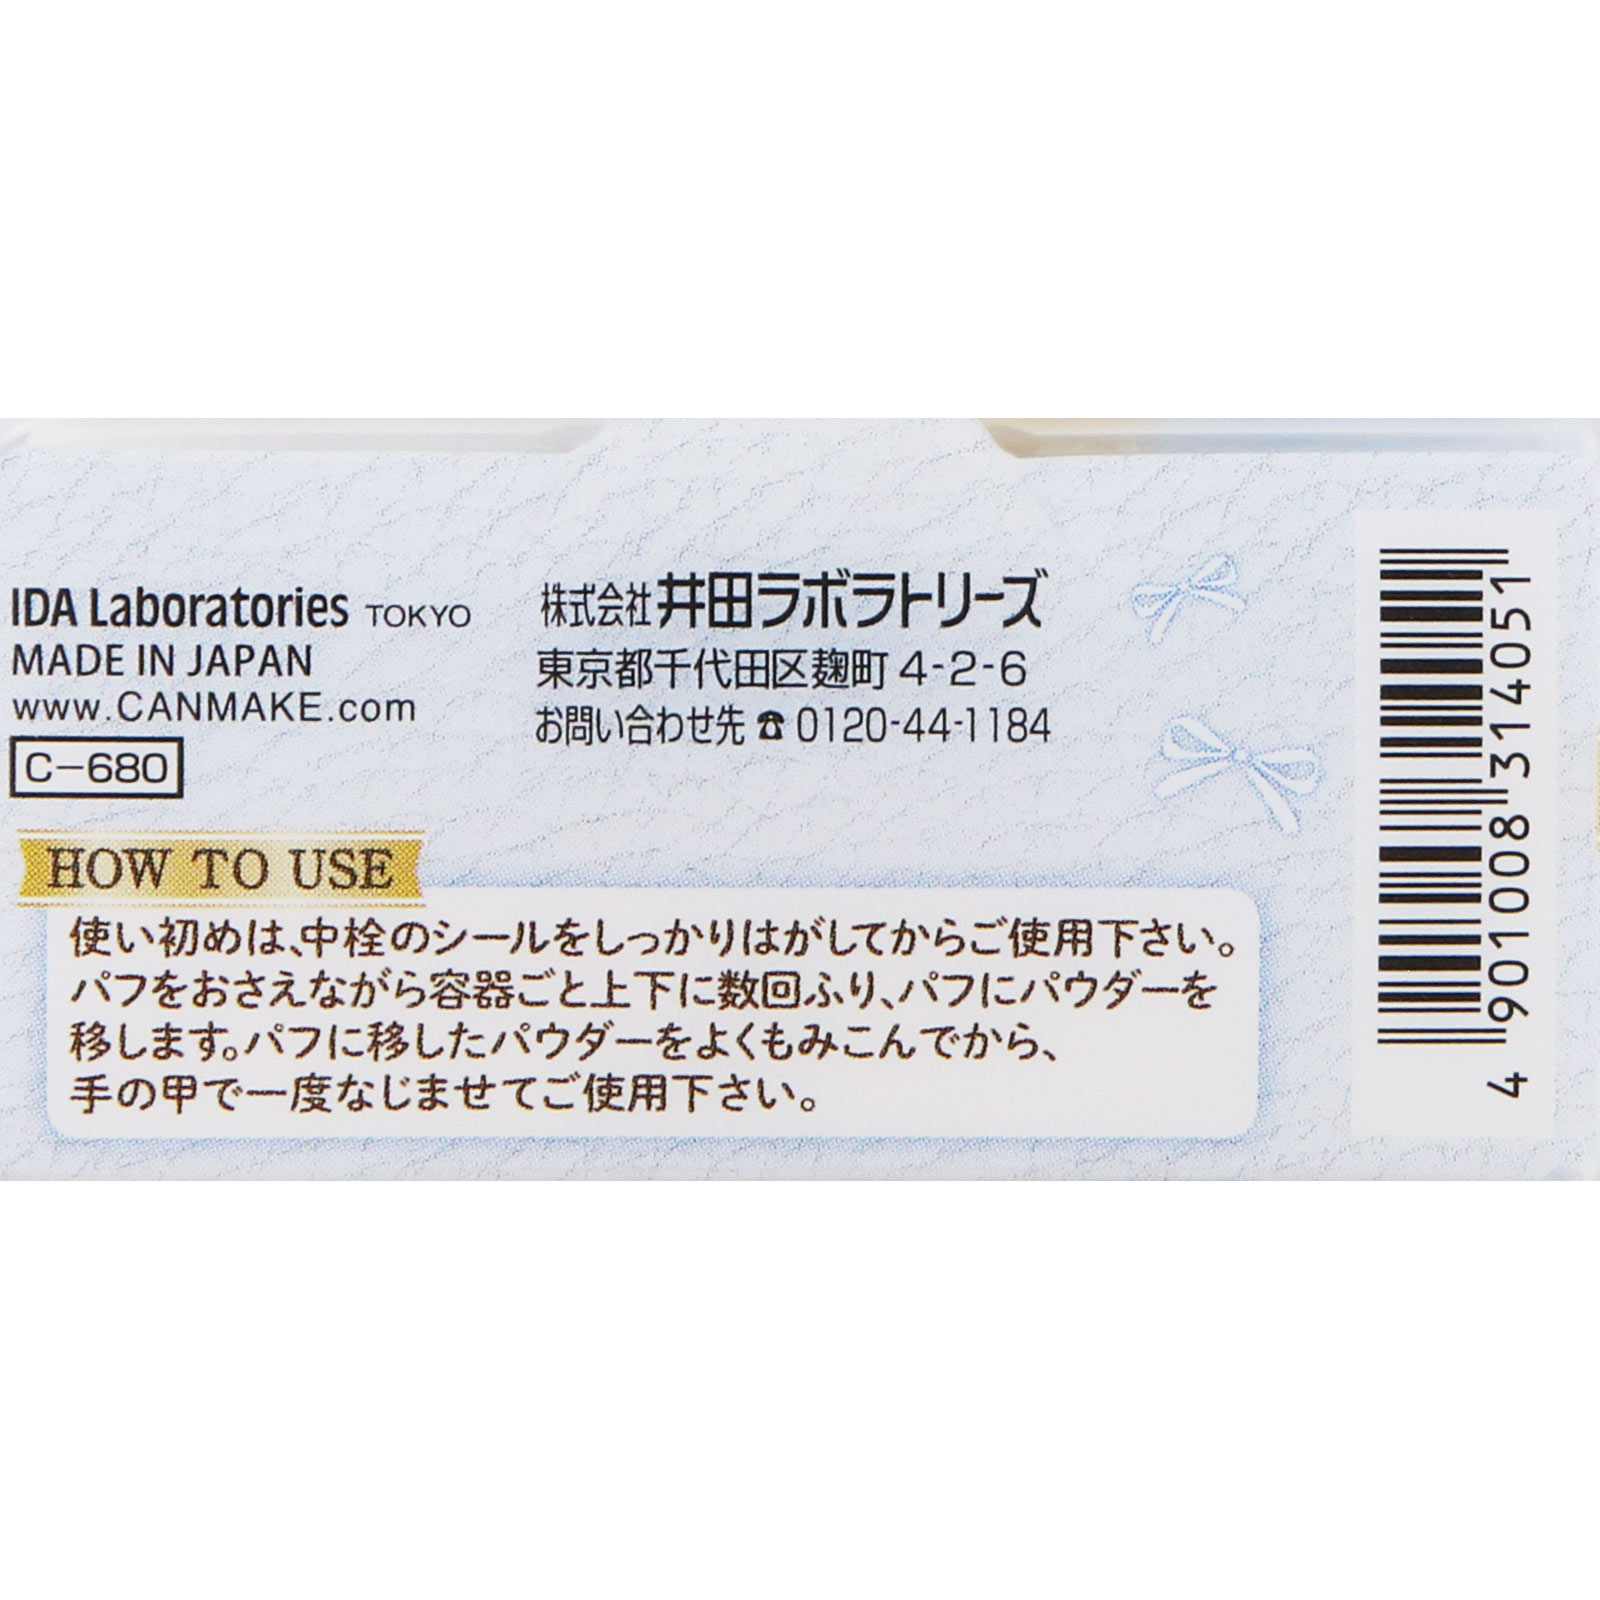 IDA Laboratories TOKYO
MADE IN JAPAN
www.CANMAKE.com
C-680
株式会社井田ラボラトリーズ
東京都千代田区麹町 4-2-6
お問い合わせ先 ☎ 0120-44-1184
HOW TO USE
使い初めは、中栓のシールをしっかりはがしてからご使用下さい。
パフをおさえながら容器ごと上下に数回ふり、パフにパウダーを
移します。パフに移したパウダーをよくもみこんでから、
手の甲で一度なじませてご使用下さい。
4 901008 314051